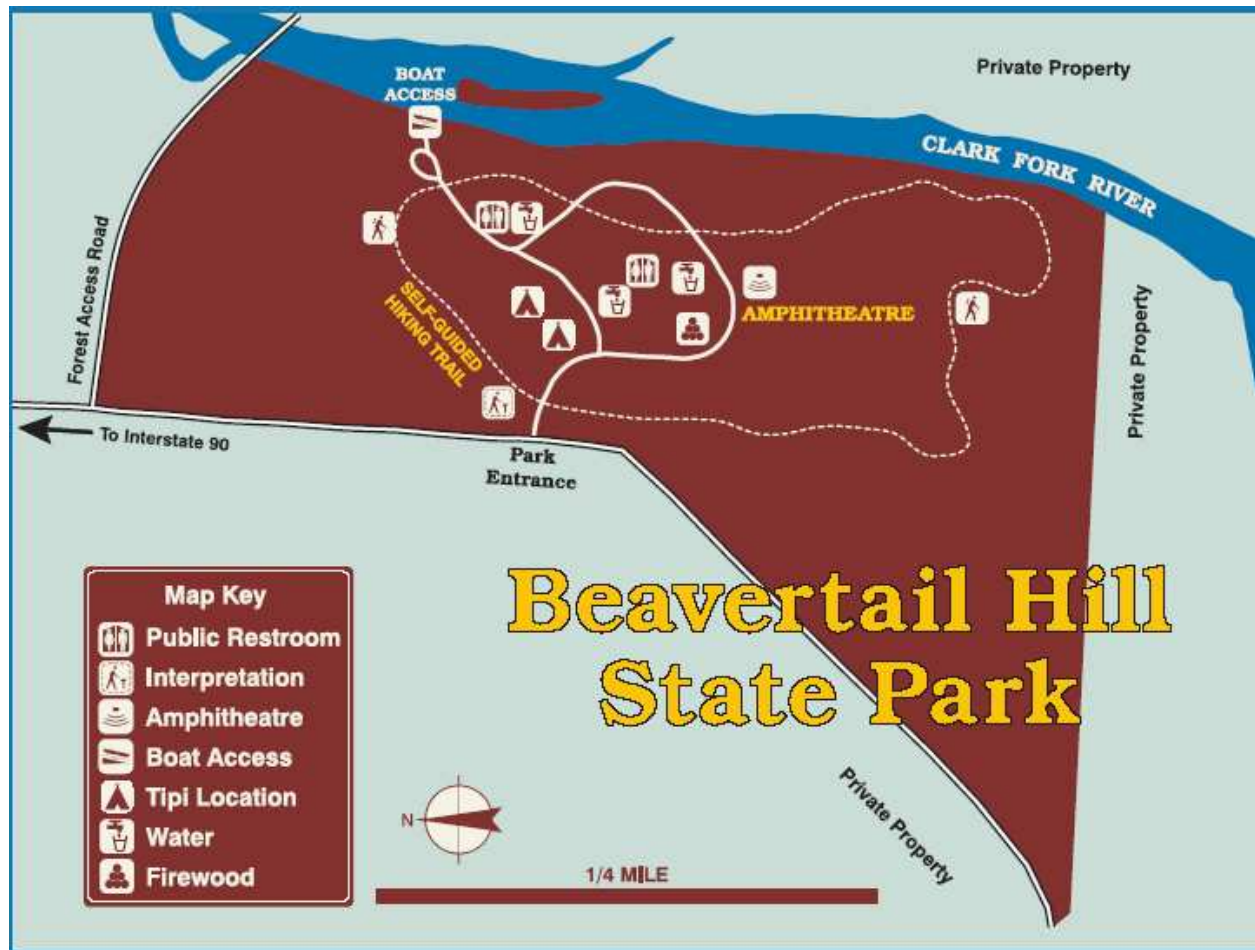 Private Property
BOAT
ACCESS
CLARK FORK RIVER
Forest Access Road
SELF-GUIDED
HIKING TRAIL
AMPHITHEATRE
Private Property
To Interstate 90
Park
Entrance
Beavertail Hill
State Park
Map Key
Public Restroom
Interpretation
Amphitheatre
Boat Access
Tipi Location
Water
Firewood
N
1/4 MILE
Private Property